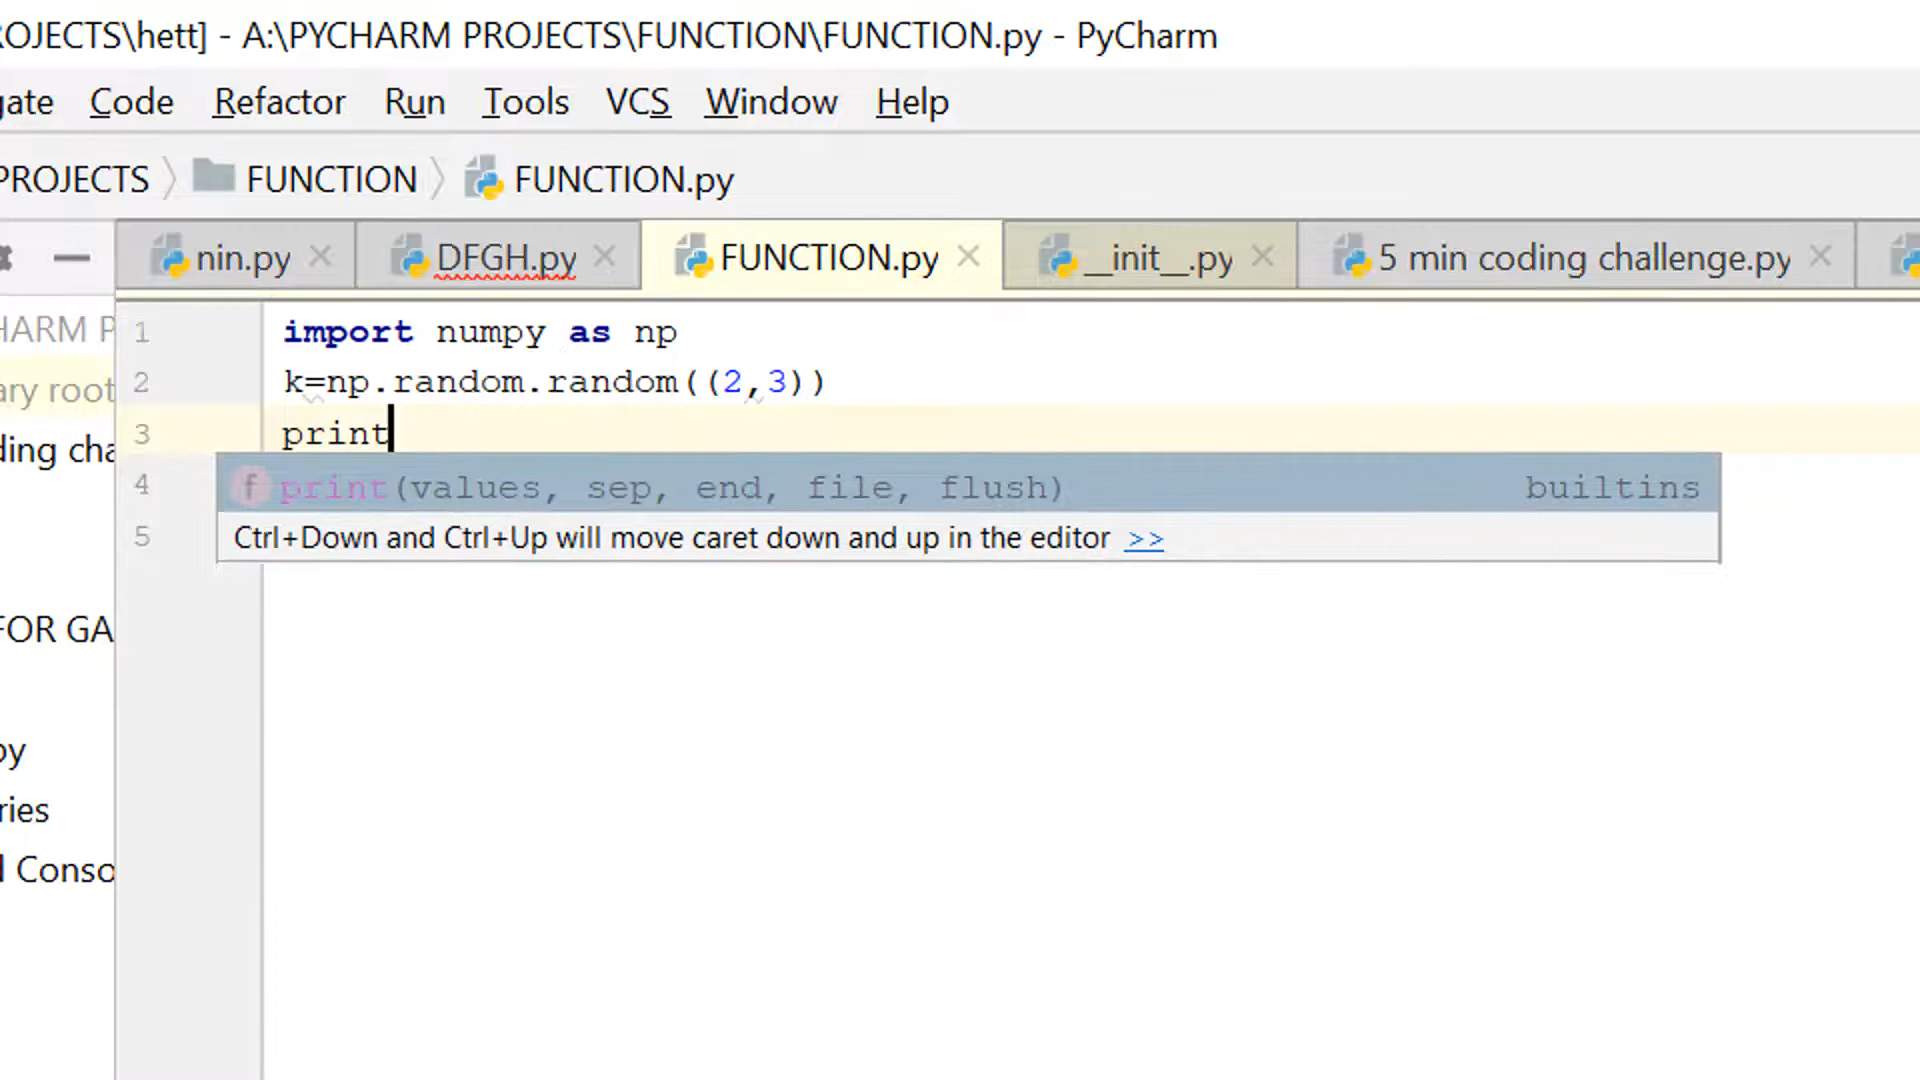 OJECTS\hett] - A:\PYCHARM PROJECTS\FUNCTION\FUNCTION.py - PyCharm
gate Code Refactor Run Tools VCS Window Help
PROJECTS FUNCTION FUNCTION.py
nin.py DFGH.py FUNCTION.py __init__.py 5 min coding challenge.py
HARM P
ary root
ding cha
FOR GA
py
ries
l Conso
1 import numpy as np
2 k=np.random.random((2,3))
3 print
4
5
f print(values, sep, end, file, flush) builtins
Ctrl+Down and Ctrl+Up will move caret down and up in the editor >>